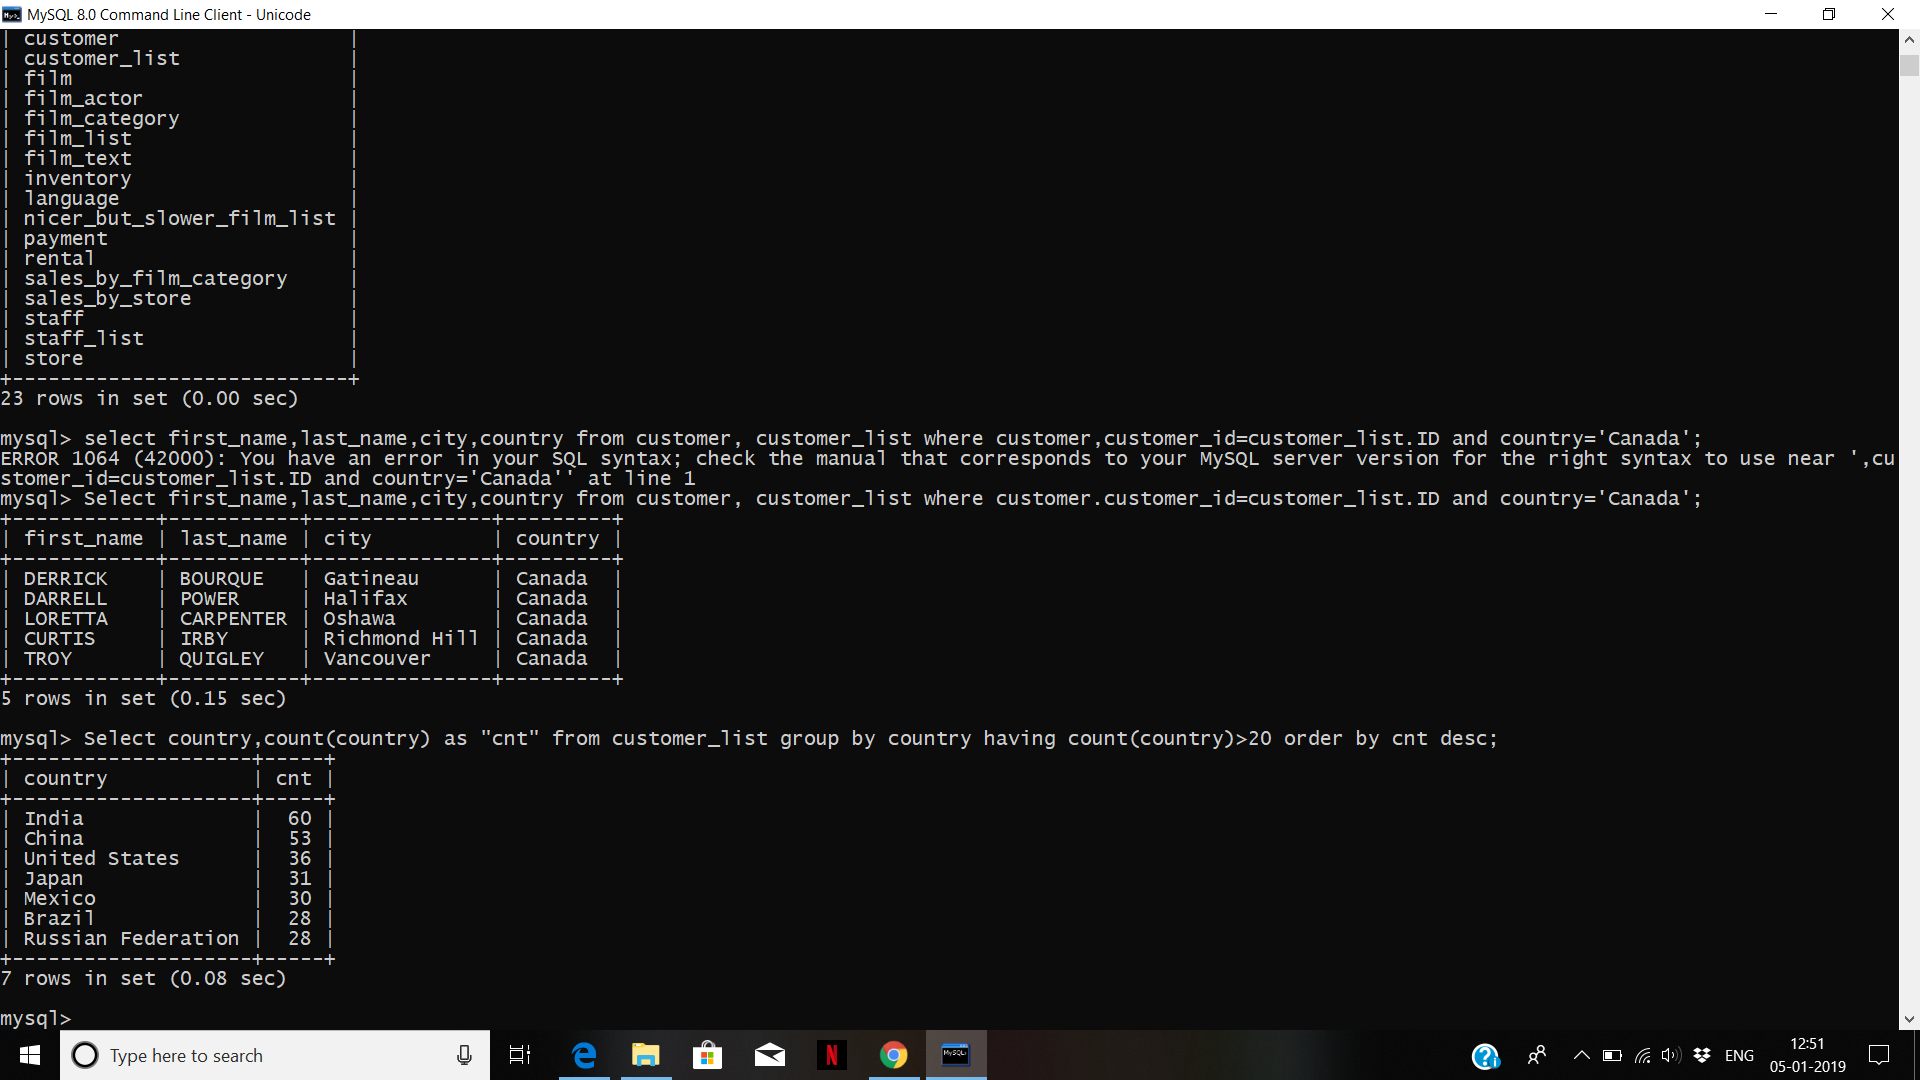 MySQL 8.0 Command Line Client - Unicode
| customer                   |
| customer_list              |
| film                       |
| film_actor                 |
| film_category              |
| film_list                  |
| film_text                  |
| inventory                  |
| language                   |
| nicer_but_slower_film_list |
| payment                    |
| rental                     |
| sales_by_film_category     |
| sales_by_store             |
| staff                      |
| staff_list                 |
| store                      |
+----------------------------+
23 rows in set (0.00 sec)
mysql> select first_name,last_name,city,country from customer, customer_list where customer,customer_id=customer_list.ID and country='Canada';
ERROR 1064 (42000): You have an error in your SQL syntax; check the manual that corresponds to your MySQL server version for the right syntax to use near ',cu
stomer_id=customer_list.ID and country='Canada'' at line 1
mysql> Select first_name,last_name,city,country from customer, customer_list where customer.customer_id=customer_list.ID and country='Canada';
+------------+-----------+---------------+---------+
| first_name | last_name | city          | country |
+------------+-----------+---------------+---------+
| DERRICK    | BOURQUE   | Gatineau      | Canada  |
| DARRELL    | POWER     | Halifax       | Canada  |
| LORETTA    | CARPENTER | Oshawa        | Canada  |
| CURTIS     | IRBY      | Richmond Hill | Canada  |
| TROY       | QUIGLEY   | Vancouver     | Canada  |
+------------+-----------+---------------+---------+
5 rows in set (0.15 sec)
mysql> Select country,count(country) as "cnt" from customer_list group by country having count(country)>20 order by cnt desc;
+--------------------+-----+
| country            | cnt |
+--------------------+-----+
| India              |  60 |
| China              |  53 |
| United States      |  36 |
| Japan              |  31 |
| Mexico             |  30 |
| Brazil             |  28 |
| Russian Federation |  28 |
+--------------------+-----+
7 rows in set (0.08 sec)
mysql>
Type here to search
N
MySQL
ENG
12:51
05-01-2019